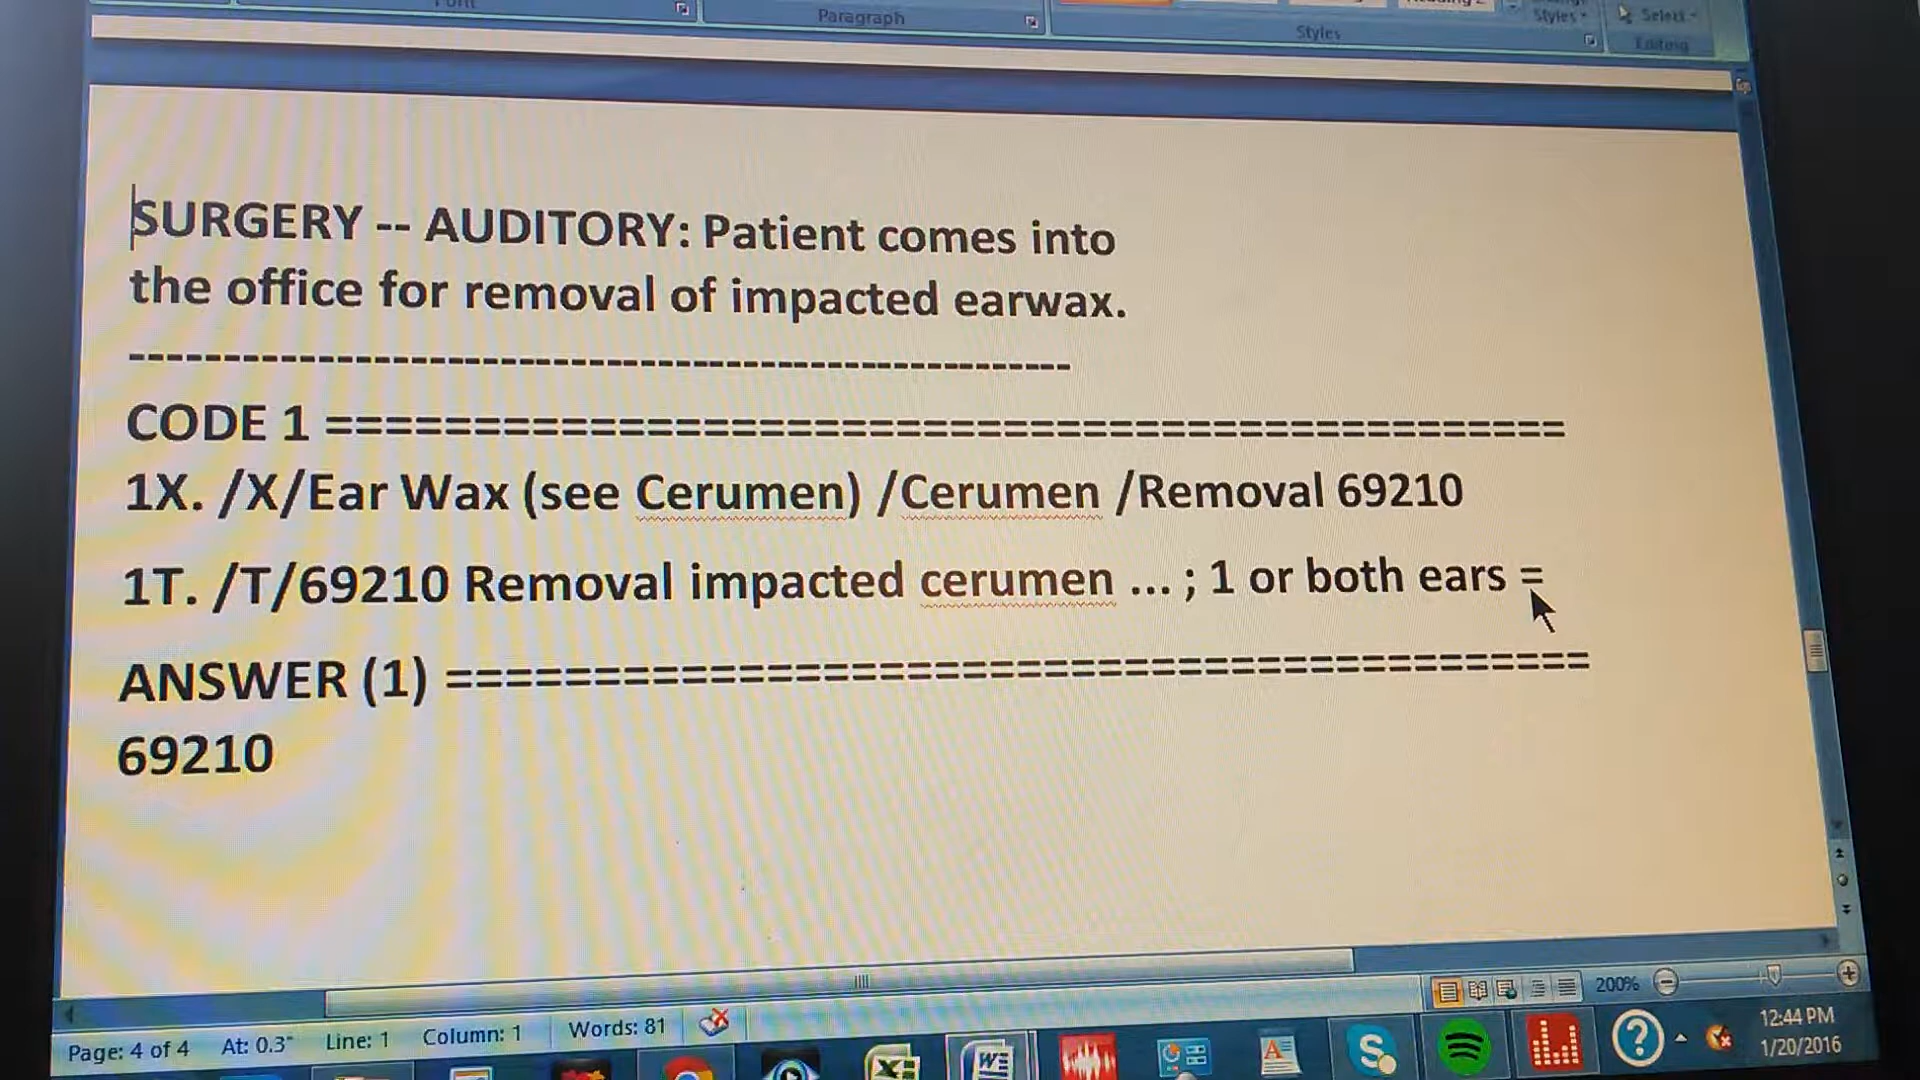 Paragraph
Styles
Styles
Select
Editing
SURGERY -- AUDITORY: Patient comes into
the office for removal of impacted earwax.
--------------------------------------------------
CODE 1 ==============================================
1X. /X/Ear Wax (see Cerumen) /Cerumen /Removal 69210
1T. /T/69210 Removal impacted cerumen ... ; 1 or both ears =
ANSWER (1) ==========================================
69210
200%
Page: 4 of 4 At: 0.3" Line: 1 Column: 1 Words: 81
12:44 PM
1/20/2016